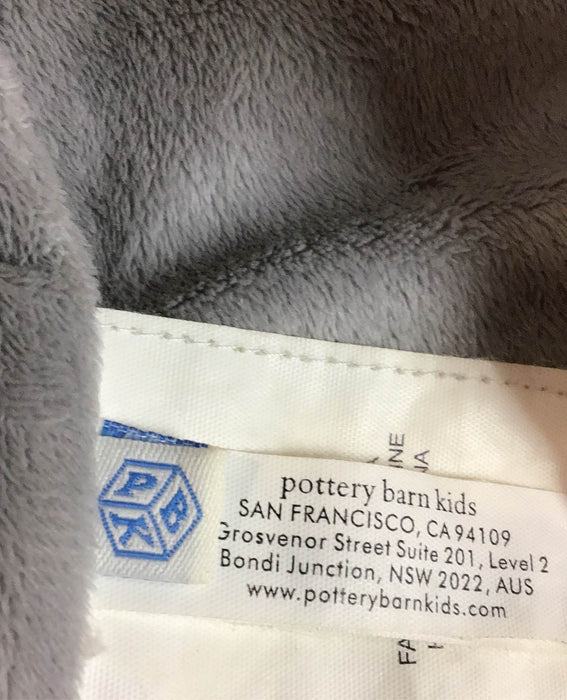 P B K
pottery barn kids
SAN FRANCISCO, CA 94109
Grosvenor Street Suite 201, Level 2
Bondi Junction, NSW 2022, AUS
www.potterybarnkids.com